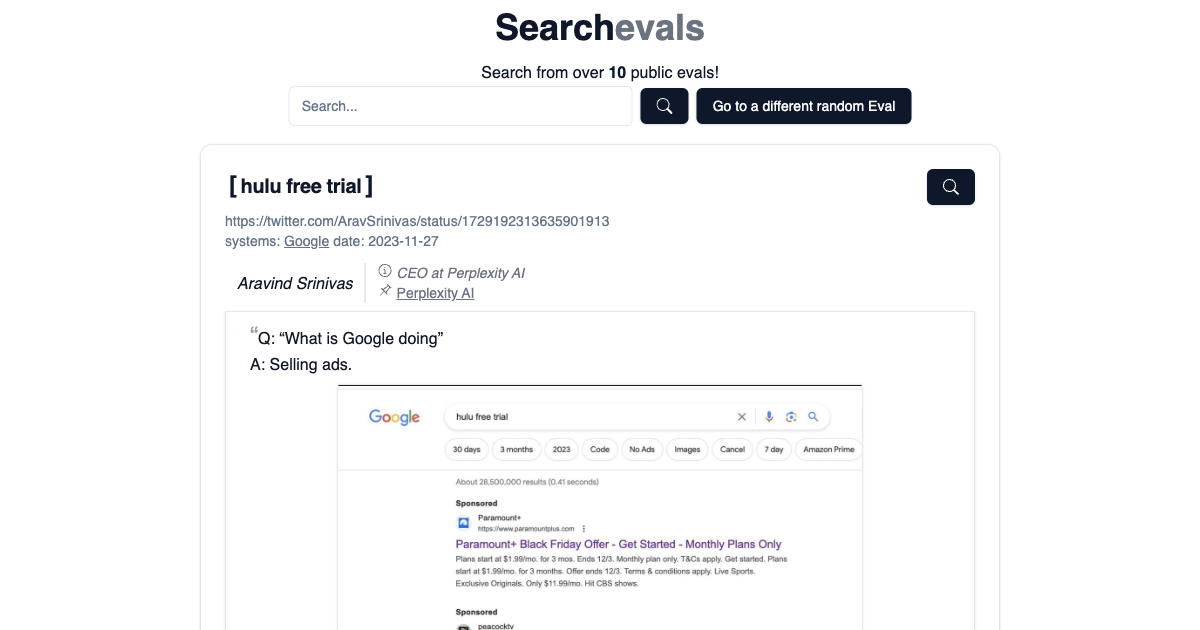 Searchevals
Search from over 10 public evals!
Search...
Go to a different random Eval
[hulu free trial]
https://twitter.com/AravSrinivas/status/1729192313635901913
systems: Google date: 2023-11-27
Aravind Srinivas
CEO at Perplexity AI
Perplexity AI
“Q: “What is Google doing”
A: Selling ads.
Google
hulu free trial
30 days 3 months 2023 Code No Ads Images Cancel 7 day Amazon Prime
About 28,500,000 results (0.41 seconds)
Sponsored
Paramount+
https://www.paramountplus.com
Paramount+ Black Friday Offer - Get Started - Monthly Plans Only
Plans start at $1.99/mo. for 3 mos. Ends 12/3. Monthly plan only. T&Cs apply. Get started. Plans
start at $1.99/mo. for 3 months. Offer ends 12/3. Terms & conditions apply. Live Sports.
Exclusive Originals. Only $11.99/mo. Hit CBS shows.
Sponsored
peacocktv